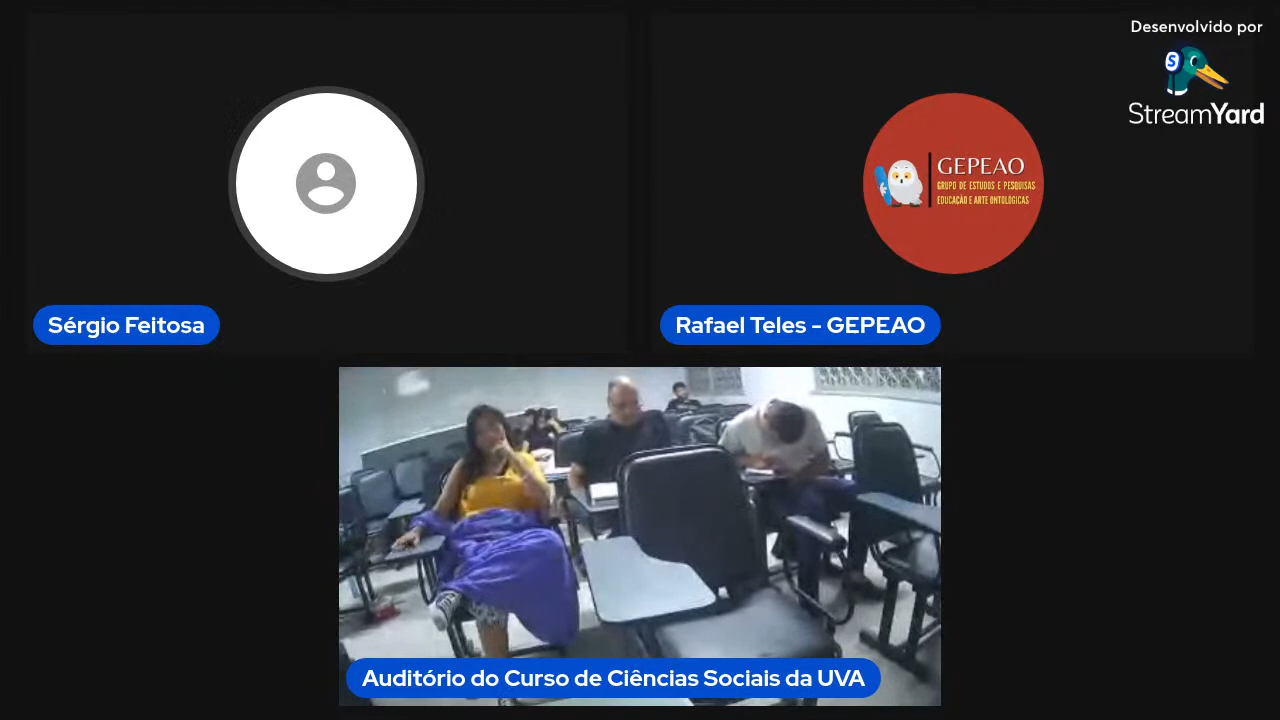 Desenvolvido por
StreamYard
GEPEAO
GRUPO DE ESTUDOS E PESQUISAS
EDUCAÇÃO E ARTE ONTOLÓGICAS
Sérgio Feitosa
Rafael Teles - GEPEAO
Auditório do Curso de Ciências Sociais da UVA